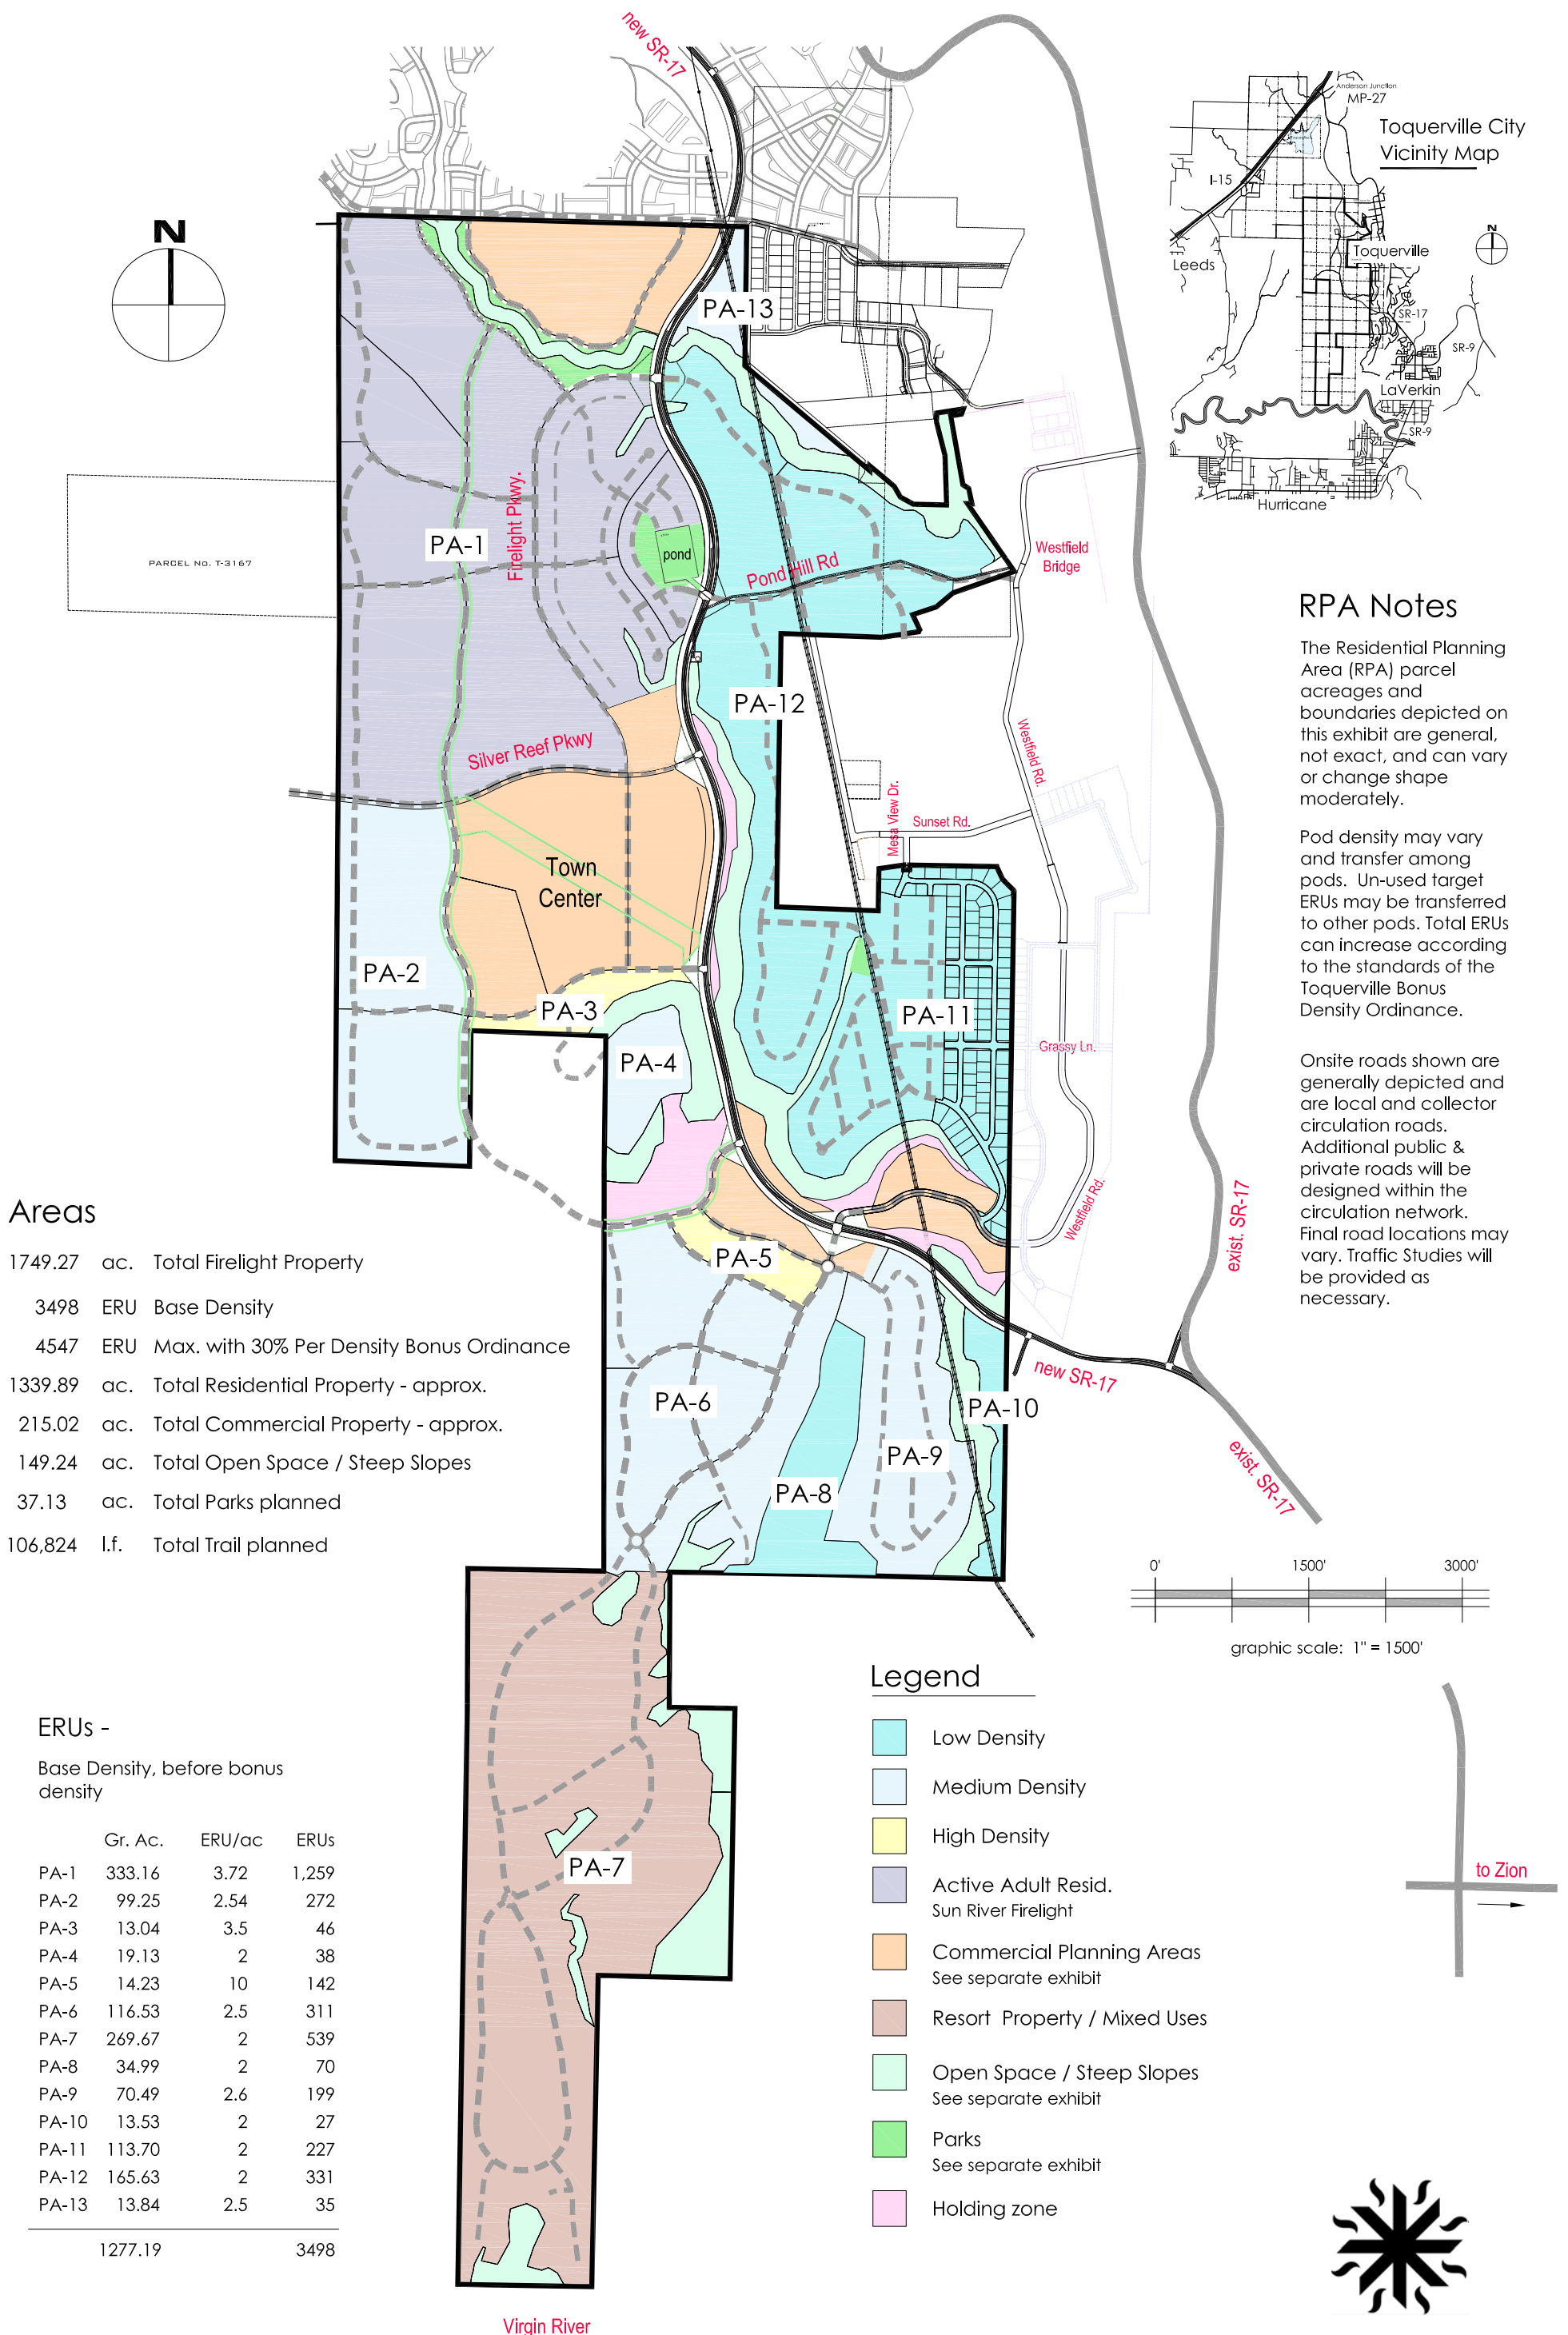 new SR-17
Anderson Junction
MP-27
Toquerville City
Vicinity Map
I-15
N
N
Leeds
Toquerville
SR-17
SR-9
LaVerkin
SR-9
Hurricane
PA-13
PARCEL No. T-3167
PA-1
Firelight Pkwy.
pond
Pond Hill Rd
Westfield
Bridge
RPA Notes
The Residential Planning
Area (RPA) parcel
acreages and
boundaries depicted on
this exhibit are general,
not exact, and can vary
or change shape
moderately.
Pod density may vary
and transfer among
pods.  Un-used target
ERUs may be transferred
to other pods. Total ERUs
can increase according
to the standards of the
Toquerville Bonus
Density Ordinance.
Onsite roads shown are
generally depicted and
are local and collector
circulation roads.
Additional public &
private roads will be
designed within the
circulation network.
Final road locations may
vary. Traffic Studies will
be provided as
necessary.
PA-12
Silver Reef Pkwy
Westfield Rd.
Mesa View Dr.
Sunset Rd.
Town
Center
PA-2
PA-3
PA-11
PA-4
Grassy Ln.
Westfield Rd.
exist. SR-17
PA-5
new SR-17
PA-6
PA-10
PA-9
PA-8
exist. SR-17
Areas
1749.27 ac. Total Firelight Property
3498 ERU Base Density
4547 ERU Max. with 30% Per Density Bonus Ordinance
1339.89 ac. Total Residential Property - approx.
215.02 ac. Total Commercial Property - approx.
149.24 ac. Total Open Space / Steep Slopes
37.13 ac. Total Parks planned
106,824 l.f. Total Trail planned
0' 1500' 3000'
graphic scale:  1" = 1500'
PA-7
ERUs -
Base Density, before bonus
density
Gr. Ac. ERU/ac ERUs
PA-1 333.16 3.72 1,259
PA-2 99.25 2.54 272
PA-3 13.04 3.5 46
PA-4 19.13 2 38
PA-5 14.23 10 142
PA-6 116.53 2.5 311
PA-7 269.67 2 539
PA-8 34.99 2 70
PA-9 70.49 2.6 199
PA-10 13.53 2 27
PA-11 113.70 2 227
PA-12 165.63 2 331
PA-13 13.84 2.5 35
1277.19 3498
Legend
Low Density
Medium Density
High Density
Active Adult Resid.
Sun River Firelight
Commercial Planning Areas
See separate exhibit
Resort  Property / Mixed Uses
Open Space / Steep Slopes
See separate exhibit
Parks
See separate exhibit
Holding zone
to Zion
Virgin River